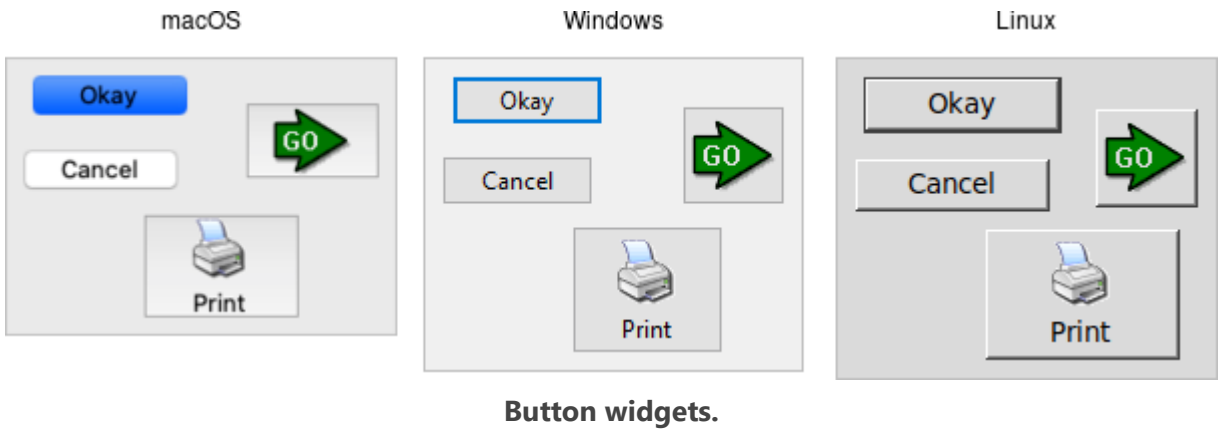 macOS
Okay
GO
Cancel
Print
Windows
Okay
GO
Cancel
Print
Linux
Okay
GO
Cancel
Print
Button widgets.